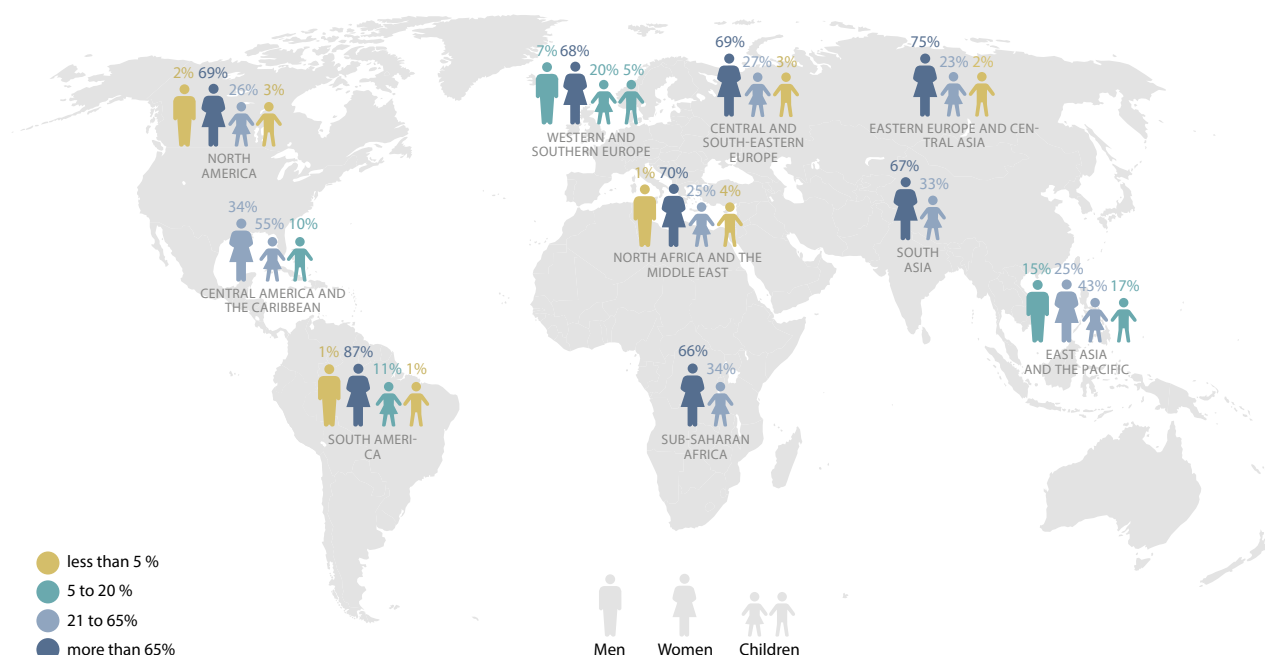 7% 68%
20% 5%
WESTERN AND
SOUTHERN EUROPE
69%
27% 3%
CENTRAL AND
SOUTH-EASTERN
EUROPE
75%
23% 2%
EASTERN EUROPE AND CEN-
TRAL ASIA
2% 69%
26% 3%
NORTH
AMERICA
1% 70%
25% 4%
NORTH AFRICA AND THE
MIDDLE EAST
67%
33%
SOUTH
ASIA
34%
55% 10%
CENTRAL AMERICA AND
THE CARIBBEAN
15% 25%
43% 17%
EAST ASIA
AND THE PACIFIC
1% 87%
11% 1%
SOUTH AMERI-
CA
66%
34%
SUB-SAHARAN
AFRICA
less than 5 %
5 to 20 %
21 to 65%
more than 65%
Men Women Children